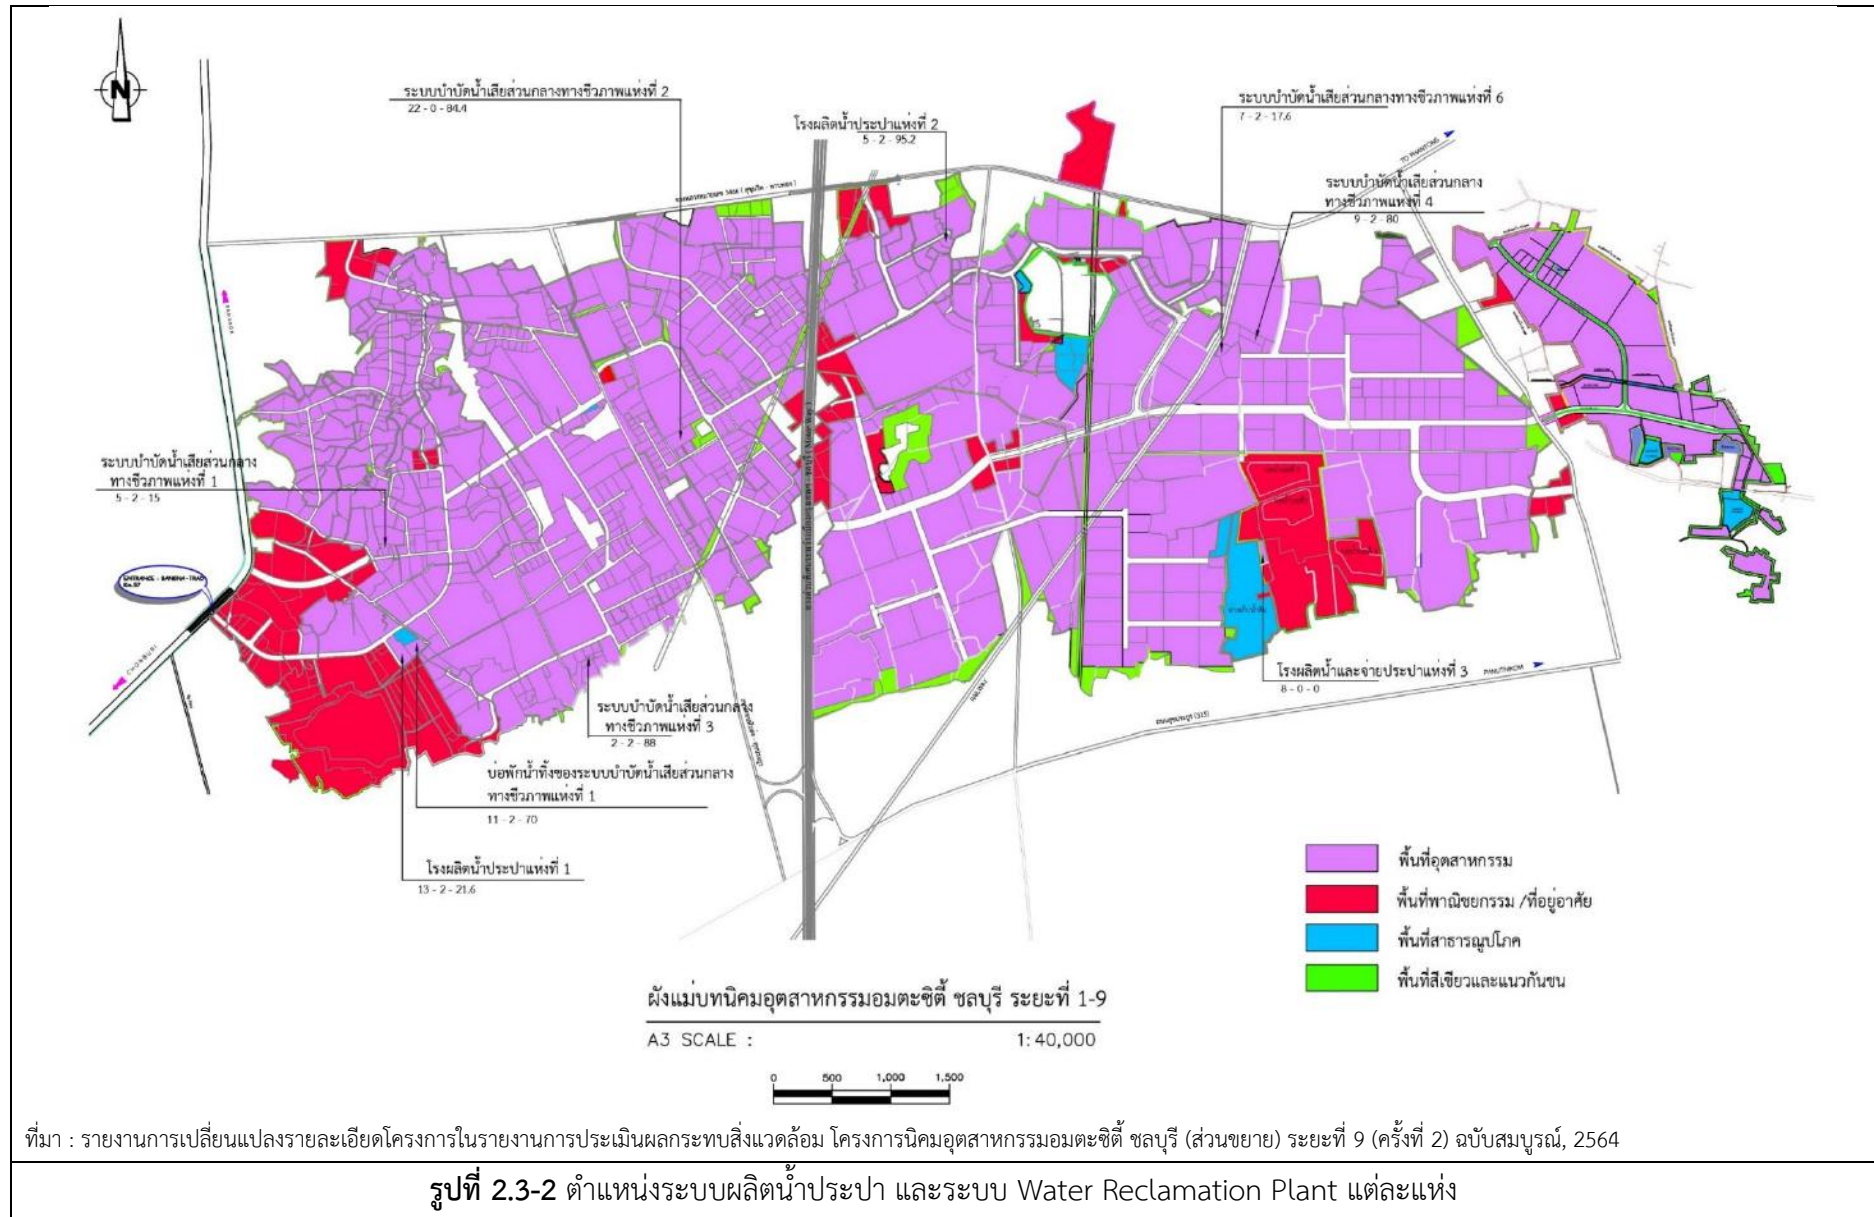 N
ระบบบำบัดน้ำเสียส่วนกลางทางชีวภาพแห่งที่ 2
22 - 0 - 84.4
โรงผลิตน้ำประปาแห่งที่ 2
5 - 2 - 95.2
ระบบบำบัดน้ำเสียส่วนกลางทางชีวภาพแห่งที่ 6
7 - 2 - 17.6
TO PHANTONG
ระบบบำบัดน้ำเสียส่วนกลาง
ทางชีวภาพแห่งที่ 4
9 - 2 - 80
ระบบบำบัดน้ำเสียส่วนกลาง
ทางชีวภาพแห่งที่ 1
5 - 2 - 15
CHONBURI
โรงผลิตน้ำและจ่ายประปาแห่งที่ 3
8 - 0 - 0
ระบบบำบัดน้ำเสียส่วนกลาง
ทางชีวภาพแห่งที่ 3
2 - 2 - 88
บ่อพักน้ำทิ้งของระบบบำบัดน้ำเสียส่วนกลาง
ทางชีวภาพแห่งที่ 1
11 - 2 - 70
โรงผลิตน้ำประปาแห่งที่ 1
13 - 2 - 21.6
พื้นที่อุตสาหกรรม
พื้นที่พาณิชยกรรม /ที่อยู่อาศัย
พื้นที่สาธารณูปโภค
พื้นที่สีเขียวและแนวกันชน
ผังแม่บทนิคมอุตสาหกรรมอมตะซิตี้ ชลบุรี ระยะที่ 1-9
A3 SCALE : 1:40,000
0 500 1,000 1,500
ที่มา : รายงานการเปลี่ยนแปลงรายละเอียดโครงการในรายงานการประเมินผลกระทบสิ่งแวดล้อม โครงการนิคมอุตสาหกรรมอมตะซิตี้ ชลบุรี (ส่วนขยาย) ระยะที่ 9 (ครั้งที่ 2) ฉบับสมบูรณ์, 2564
รูปที่ 2.3-2 ตำแหน่งระบบผลิตน้ำประปา และระบบ Water Reclamation Plant แต่ละแห่ง